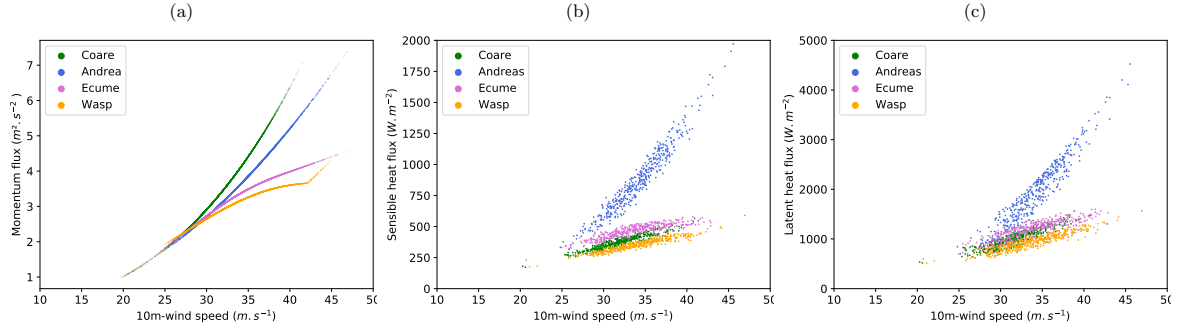 (a)
(b)
(c)
Momentum flux (m². s⁻² )
7
6
5
4
3
2
1
Coare
Andrea
Ecume
Wasp
10 15 20 25 30 35 40 45 50
10m-wind speed (m. s⁻¹)
Sensible heat flux (W. m⁻²)
2000
1750
1500
1250
1000
750
500
250
0
Coare
Andreas
Ecume
Wasp
10 15 20 25 30 35 40 45 50
10m-wind speed (m. s⁻¹)
Latent heat flux (W. m⁻²)
5000
4000
3000
2000
1000
0
Coare
Andreas
Ecume
Wasp
10 15 20 25 30 35 40 45 50
10m-wind speed (m. s⁻¹)